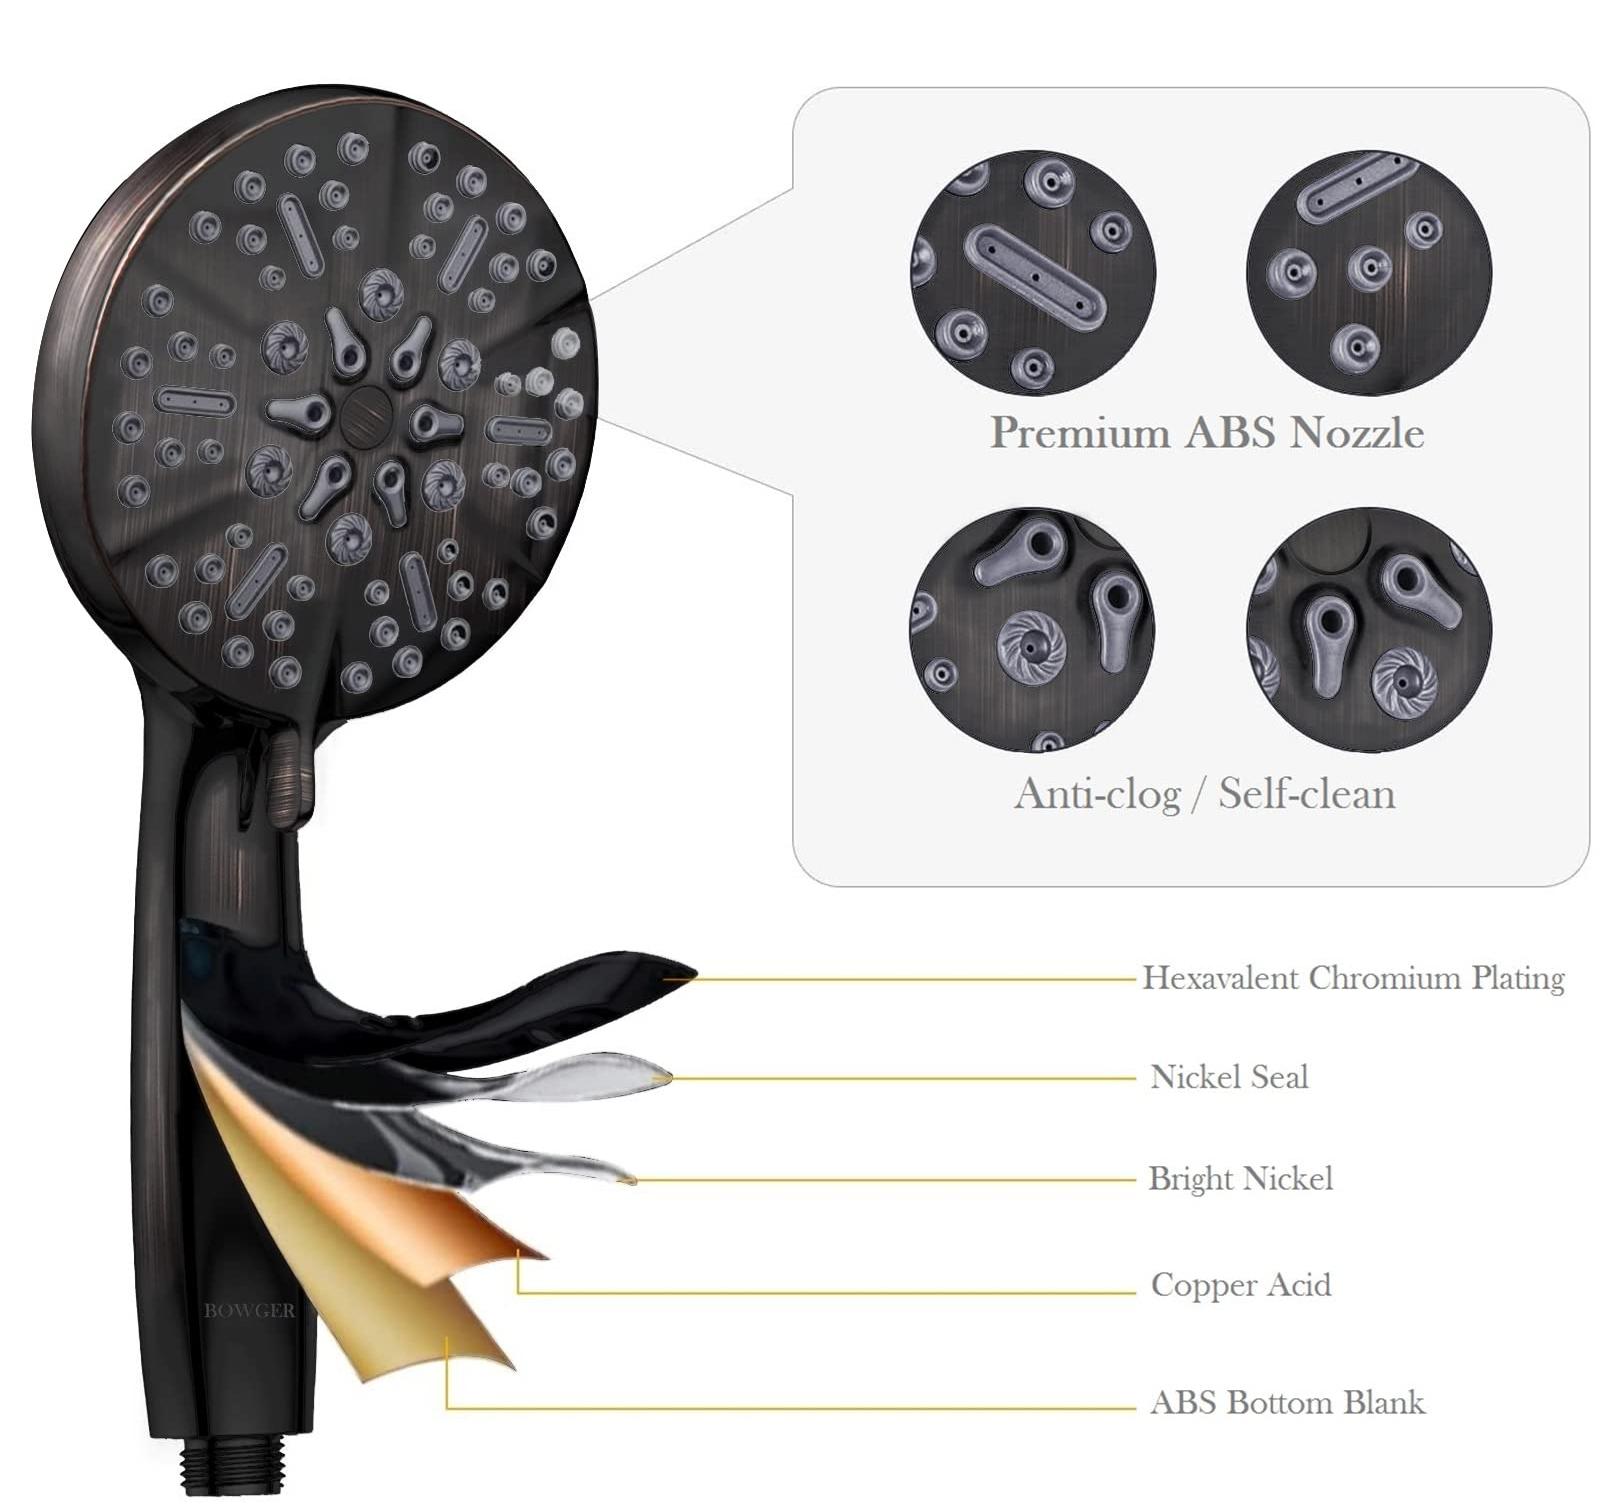 Premium ABS Nozzle
Anti-clog / Self-clean
Hexavalent Chromium Plating
Nickel Seal
Bright Nickel
Copper Acid
BOWGER
ABS Bottom Blank